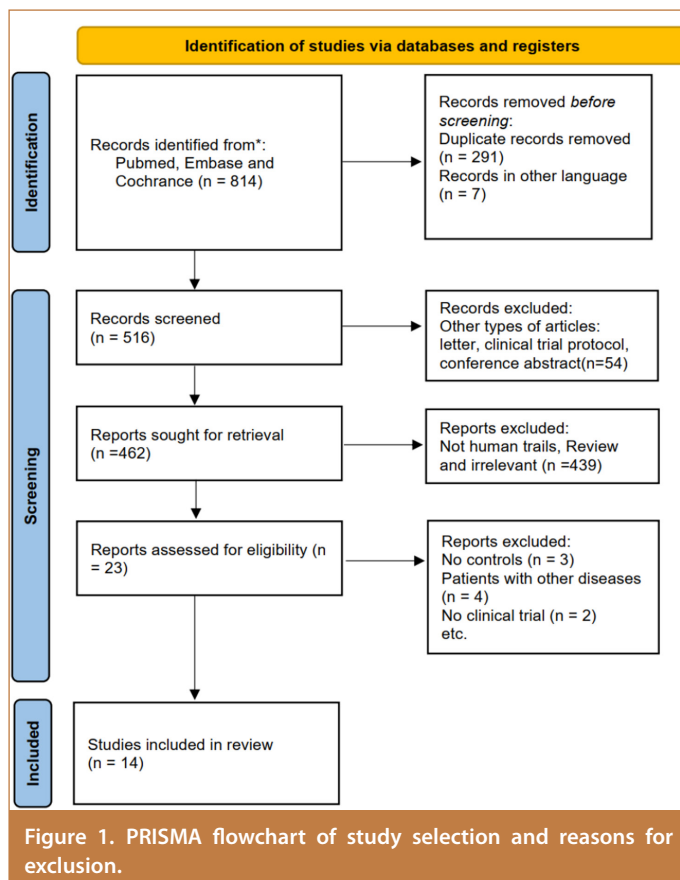 Identification of studies via databases and registers
Identification
Records identified from*:
Pubmed, Embase and
Cochrance (n = 814)
Records removed before
screening:
Duplicate records removed
(n = 291)
Records in other language
(n = 7)
Screening
Records screened
(n = 516)
Records excluded:
Other types of articles:
letter, clinical trial protocol,
conference abstract(n=54)
Reports sought for retrieval
(n =462)
Reports excluded:
Not human trails, Review
and irrelevant (n =439)
Reports assessed for eligibility (n
= 23)
Reports excluded:
No controls (n = 3)
Patients with other diseases
(n = 4)
No clinical trial (n = 2)
etc.
Included
Studies included in review
(n = 14)
Figure 1. PRISMA flowchart of study selection and reasons for
exclusion.